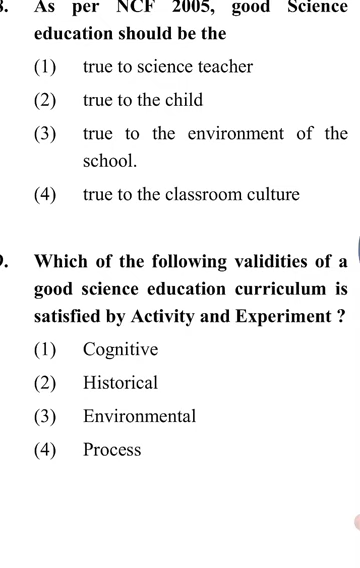 8. As per NCF 2005, good Science
education should be the
(1) true to science teacher
(2) true to the child
(3) true to the environment of the
school.
(4) true to the classroom culture
9. Which of the following validities of a
good science education curriculum is
satisfied by Activity and Experiment ?
(1) Cognitive
(2) Historical
(3) Environmental
(4) Process